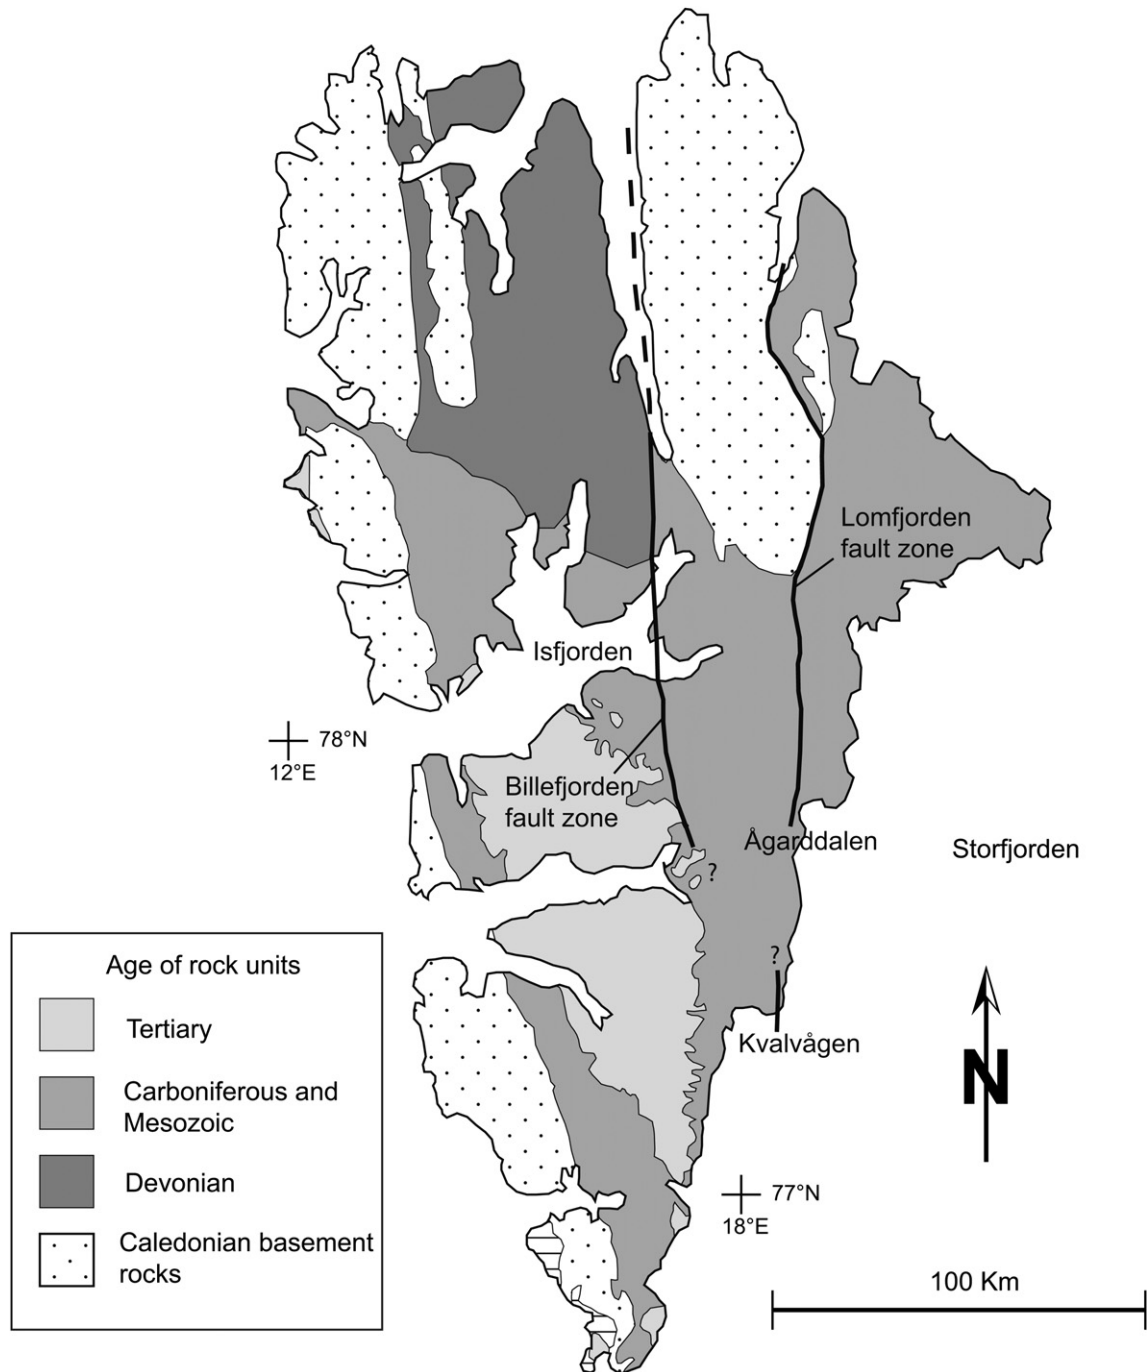 Lomfjorden
fault zone
Isfjorden
78°N
12°E
Billefjorden
fault zone
Ågarddalen
Storfjorden
?
?
Age of rock units
Tertiary
Carboniferous and
Mesozoic
Devonian
Caledonian basement
rocks
Kvalvågen
N
77°N
18°E
100 Km